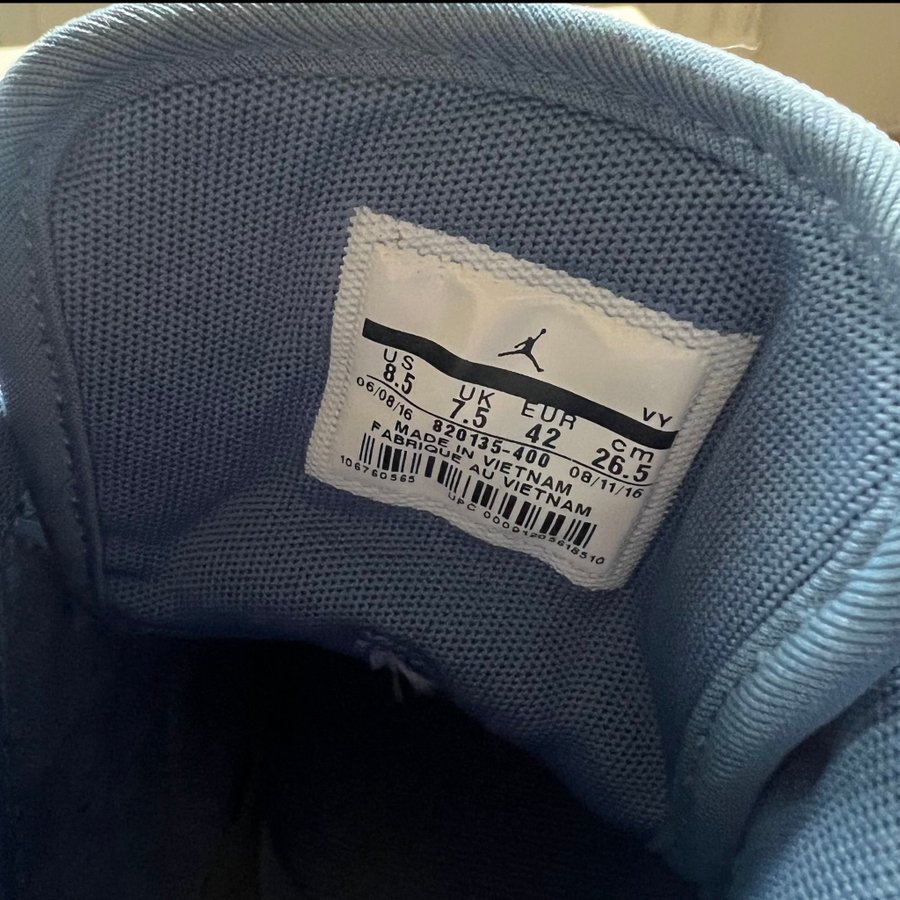 VY
US UK EUR cm
8.5 7.5 42 26.5
06/08/16 820135-400 08/11/16
MADE IN VIETNAM
FABRIQUE AU VIETNAM
106760565
UPC